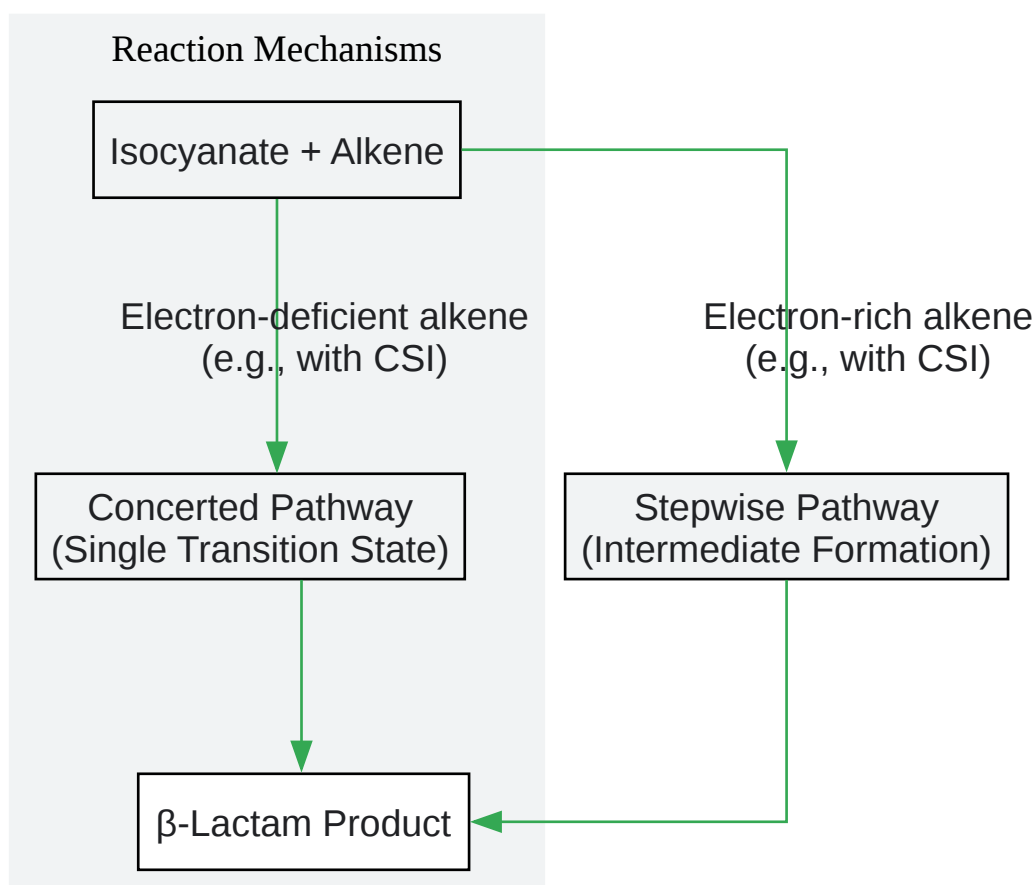 Reaction Mechanisms
Isocyanate + Alkene
Electron-deficient alkene
(e.g., with CSI)
Electron-rich alkene
(e.g., with CSI)
Concerted Pathway
(Single Transition State)
Stepwise Pathway
(Intermediate Formation)
β-Lactam Product